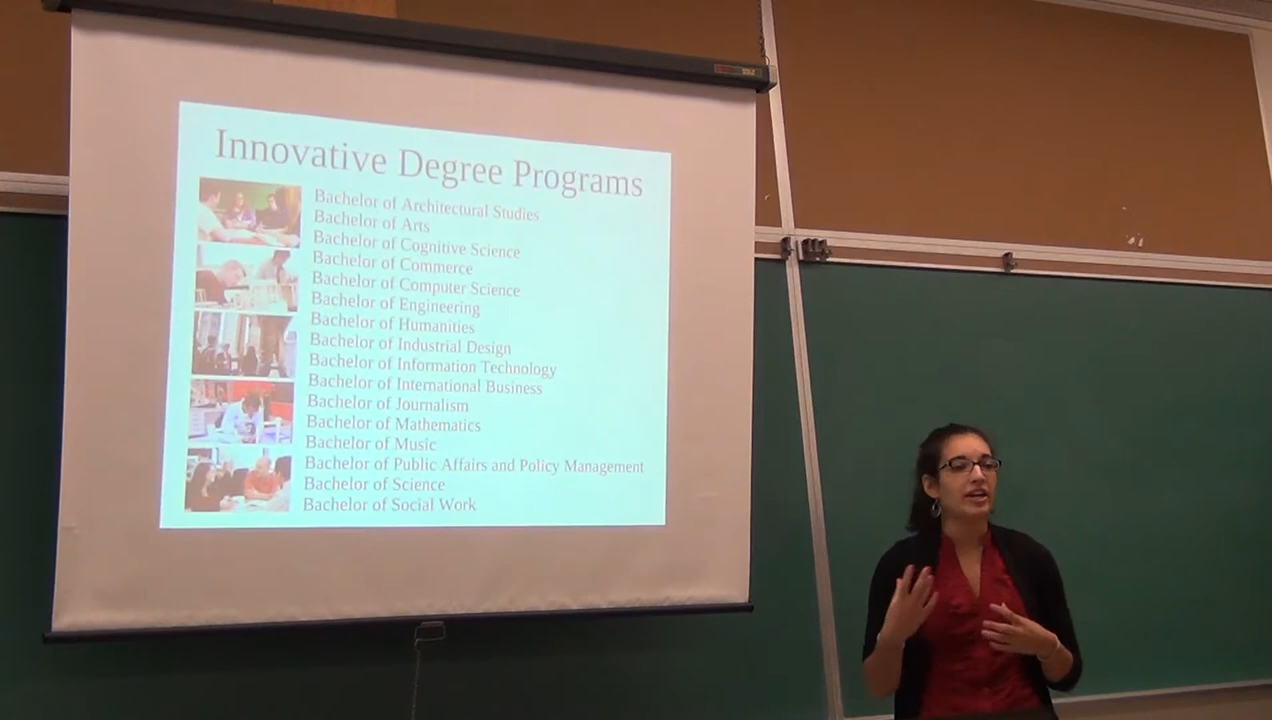 Innovative Degree Programs
Bachelor of Architectural Studies
Bachelor of Arts
Bachelor of Cognitive Science
Bachelor of Commerce
Bachelor of Computer Science
Bachelor of Engineering
Bachelor of Humanities
Bachelor of Industrial Design
Bachelor of Information Technology
Bachelor of International Business
Bachelor of Journalism
Bachelor of Mathematics
Bachelor of Music
Bachelor of Public Affairs and Policy Management
Bachelor of Science
Bachelor of Social Work